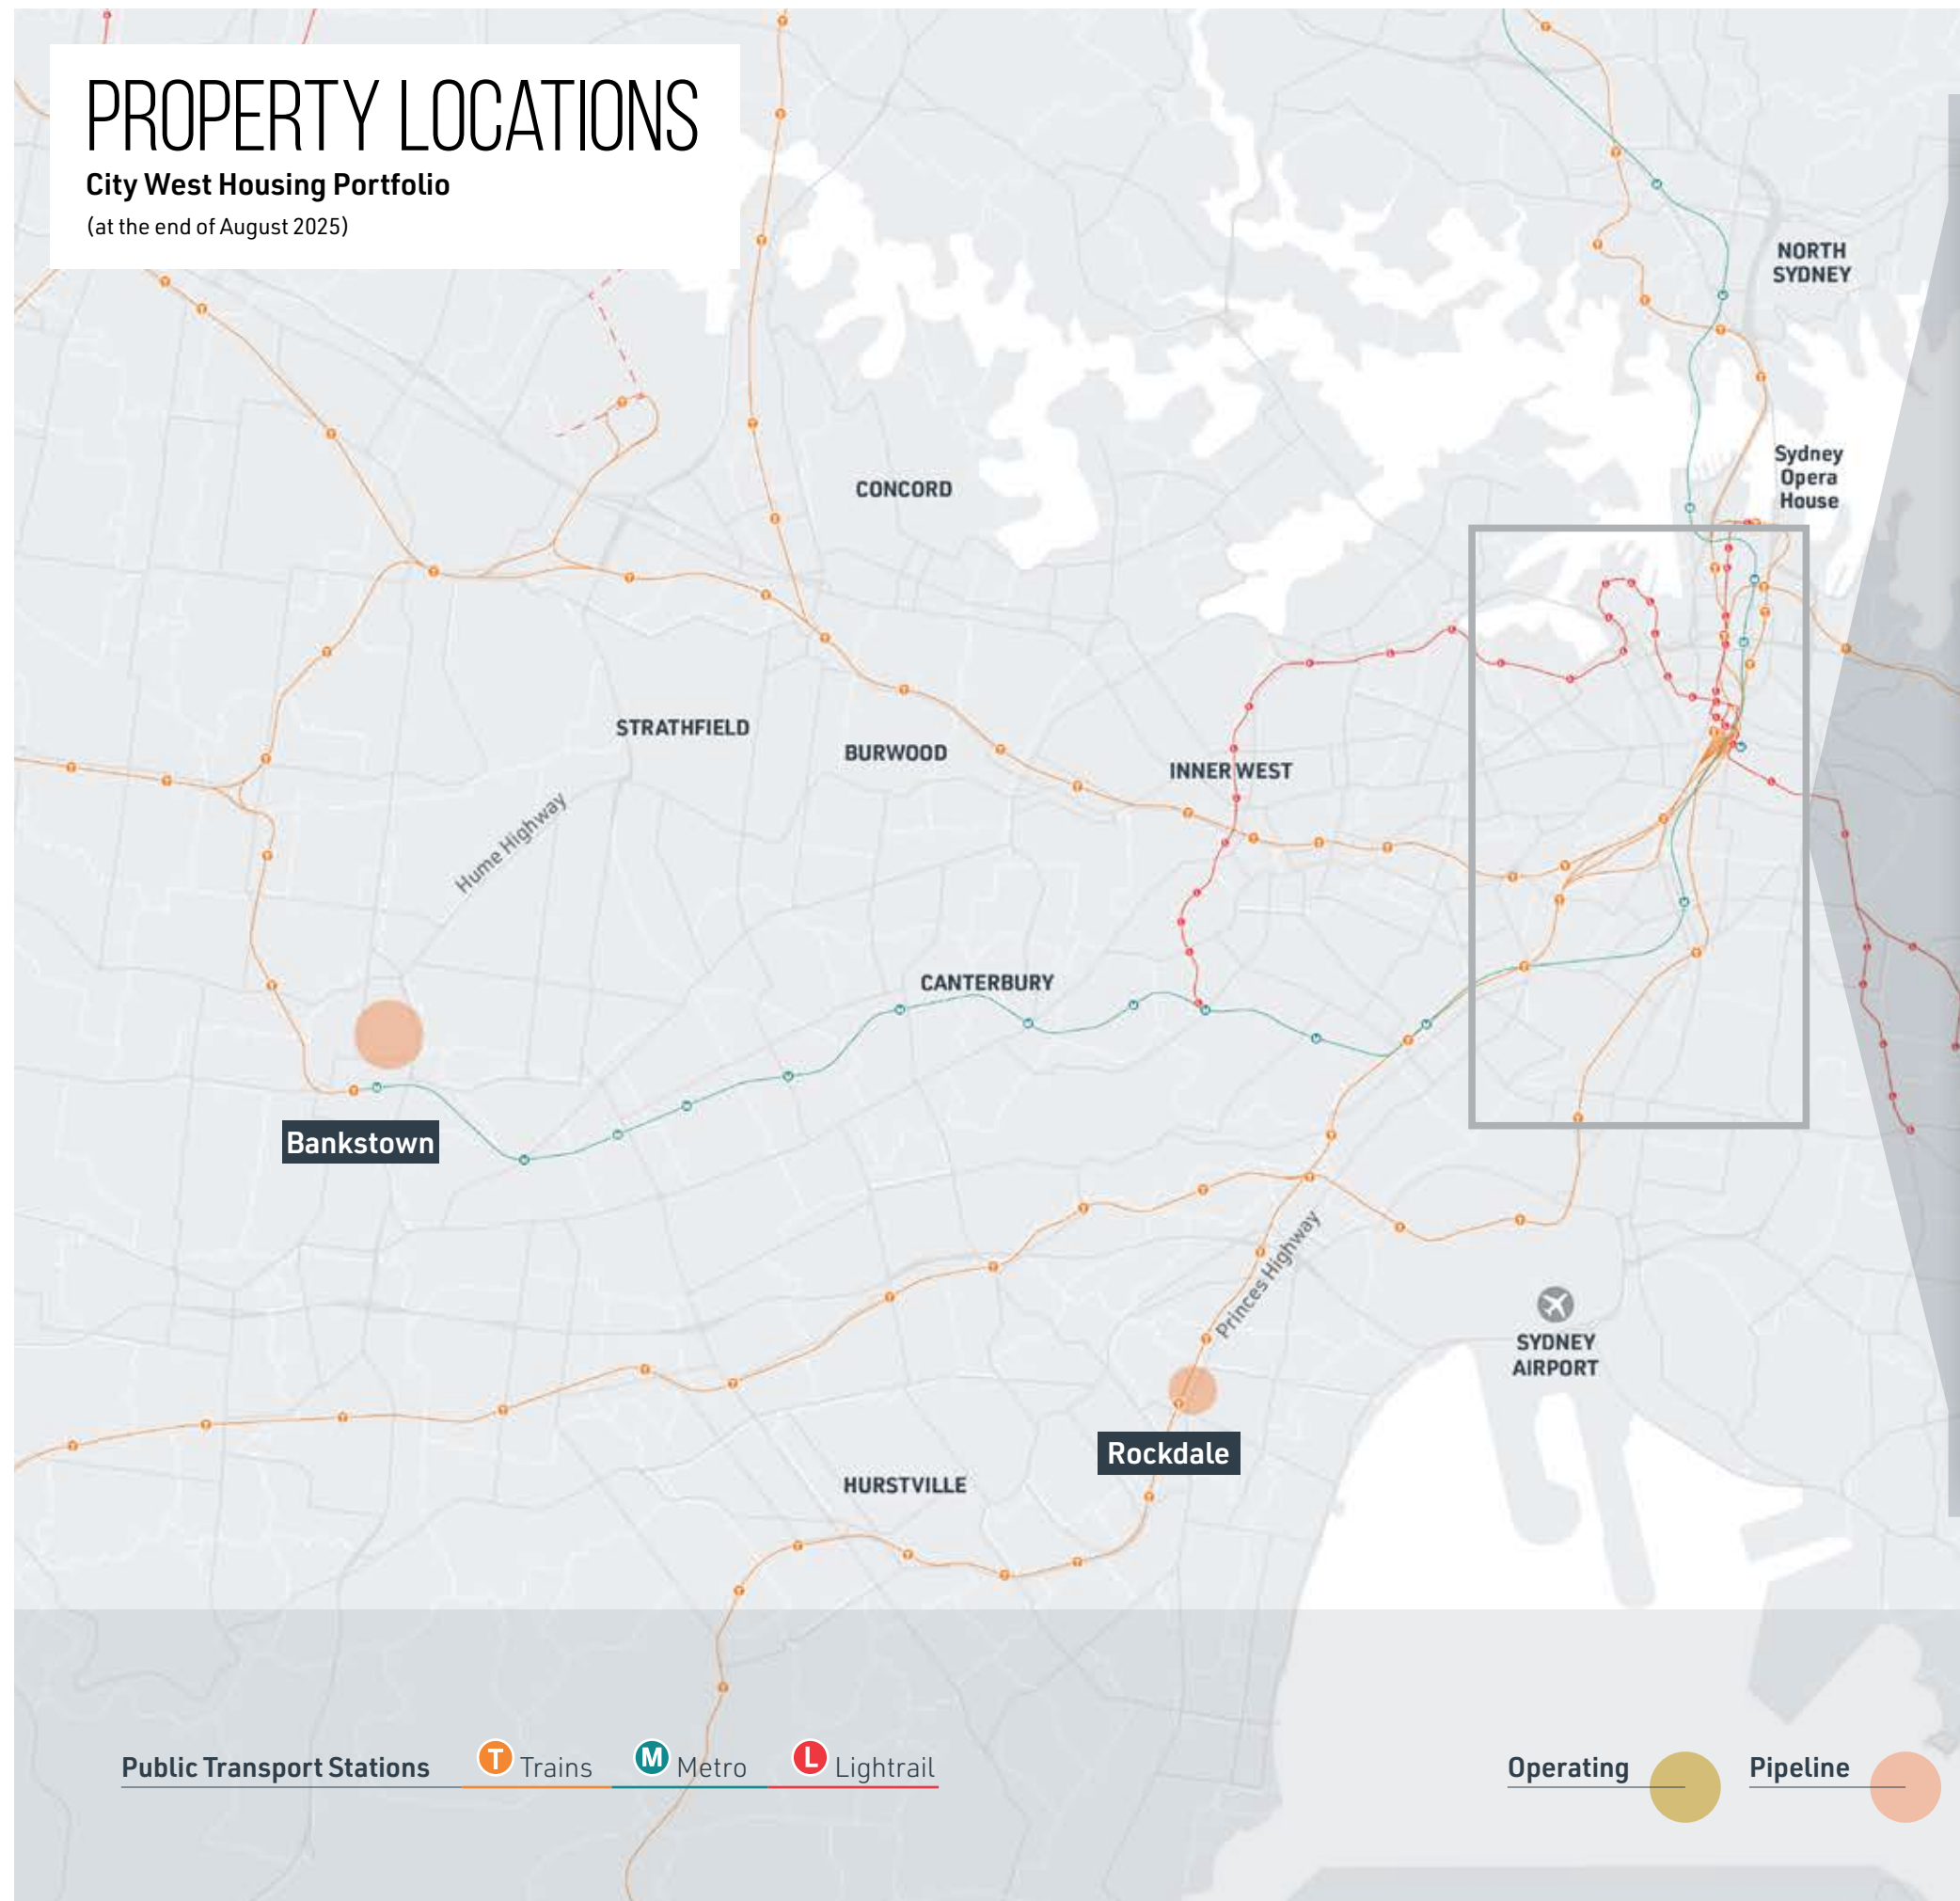 PROPERTY LOCATIONS
City West Housing Portfolio
(at the end of August 2025)
NORTH
SYDNEY
Sydney
Opera
House
CONCORD
STRATHFIELD
BURWOOD
INNER WEST
Hume Highway
CANTERBURY
Bankstown
Princes Highway
SYDNEY
AIRPORT
Rockdale
HURSTVILLE
Public Transport Stations
T Trains
M Metro
L Lightrail
Operating
Pipeline